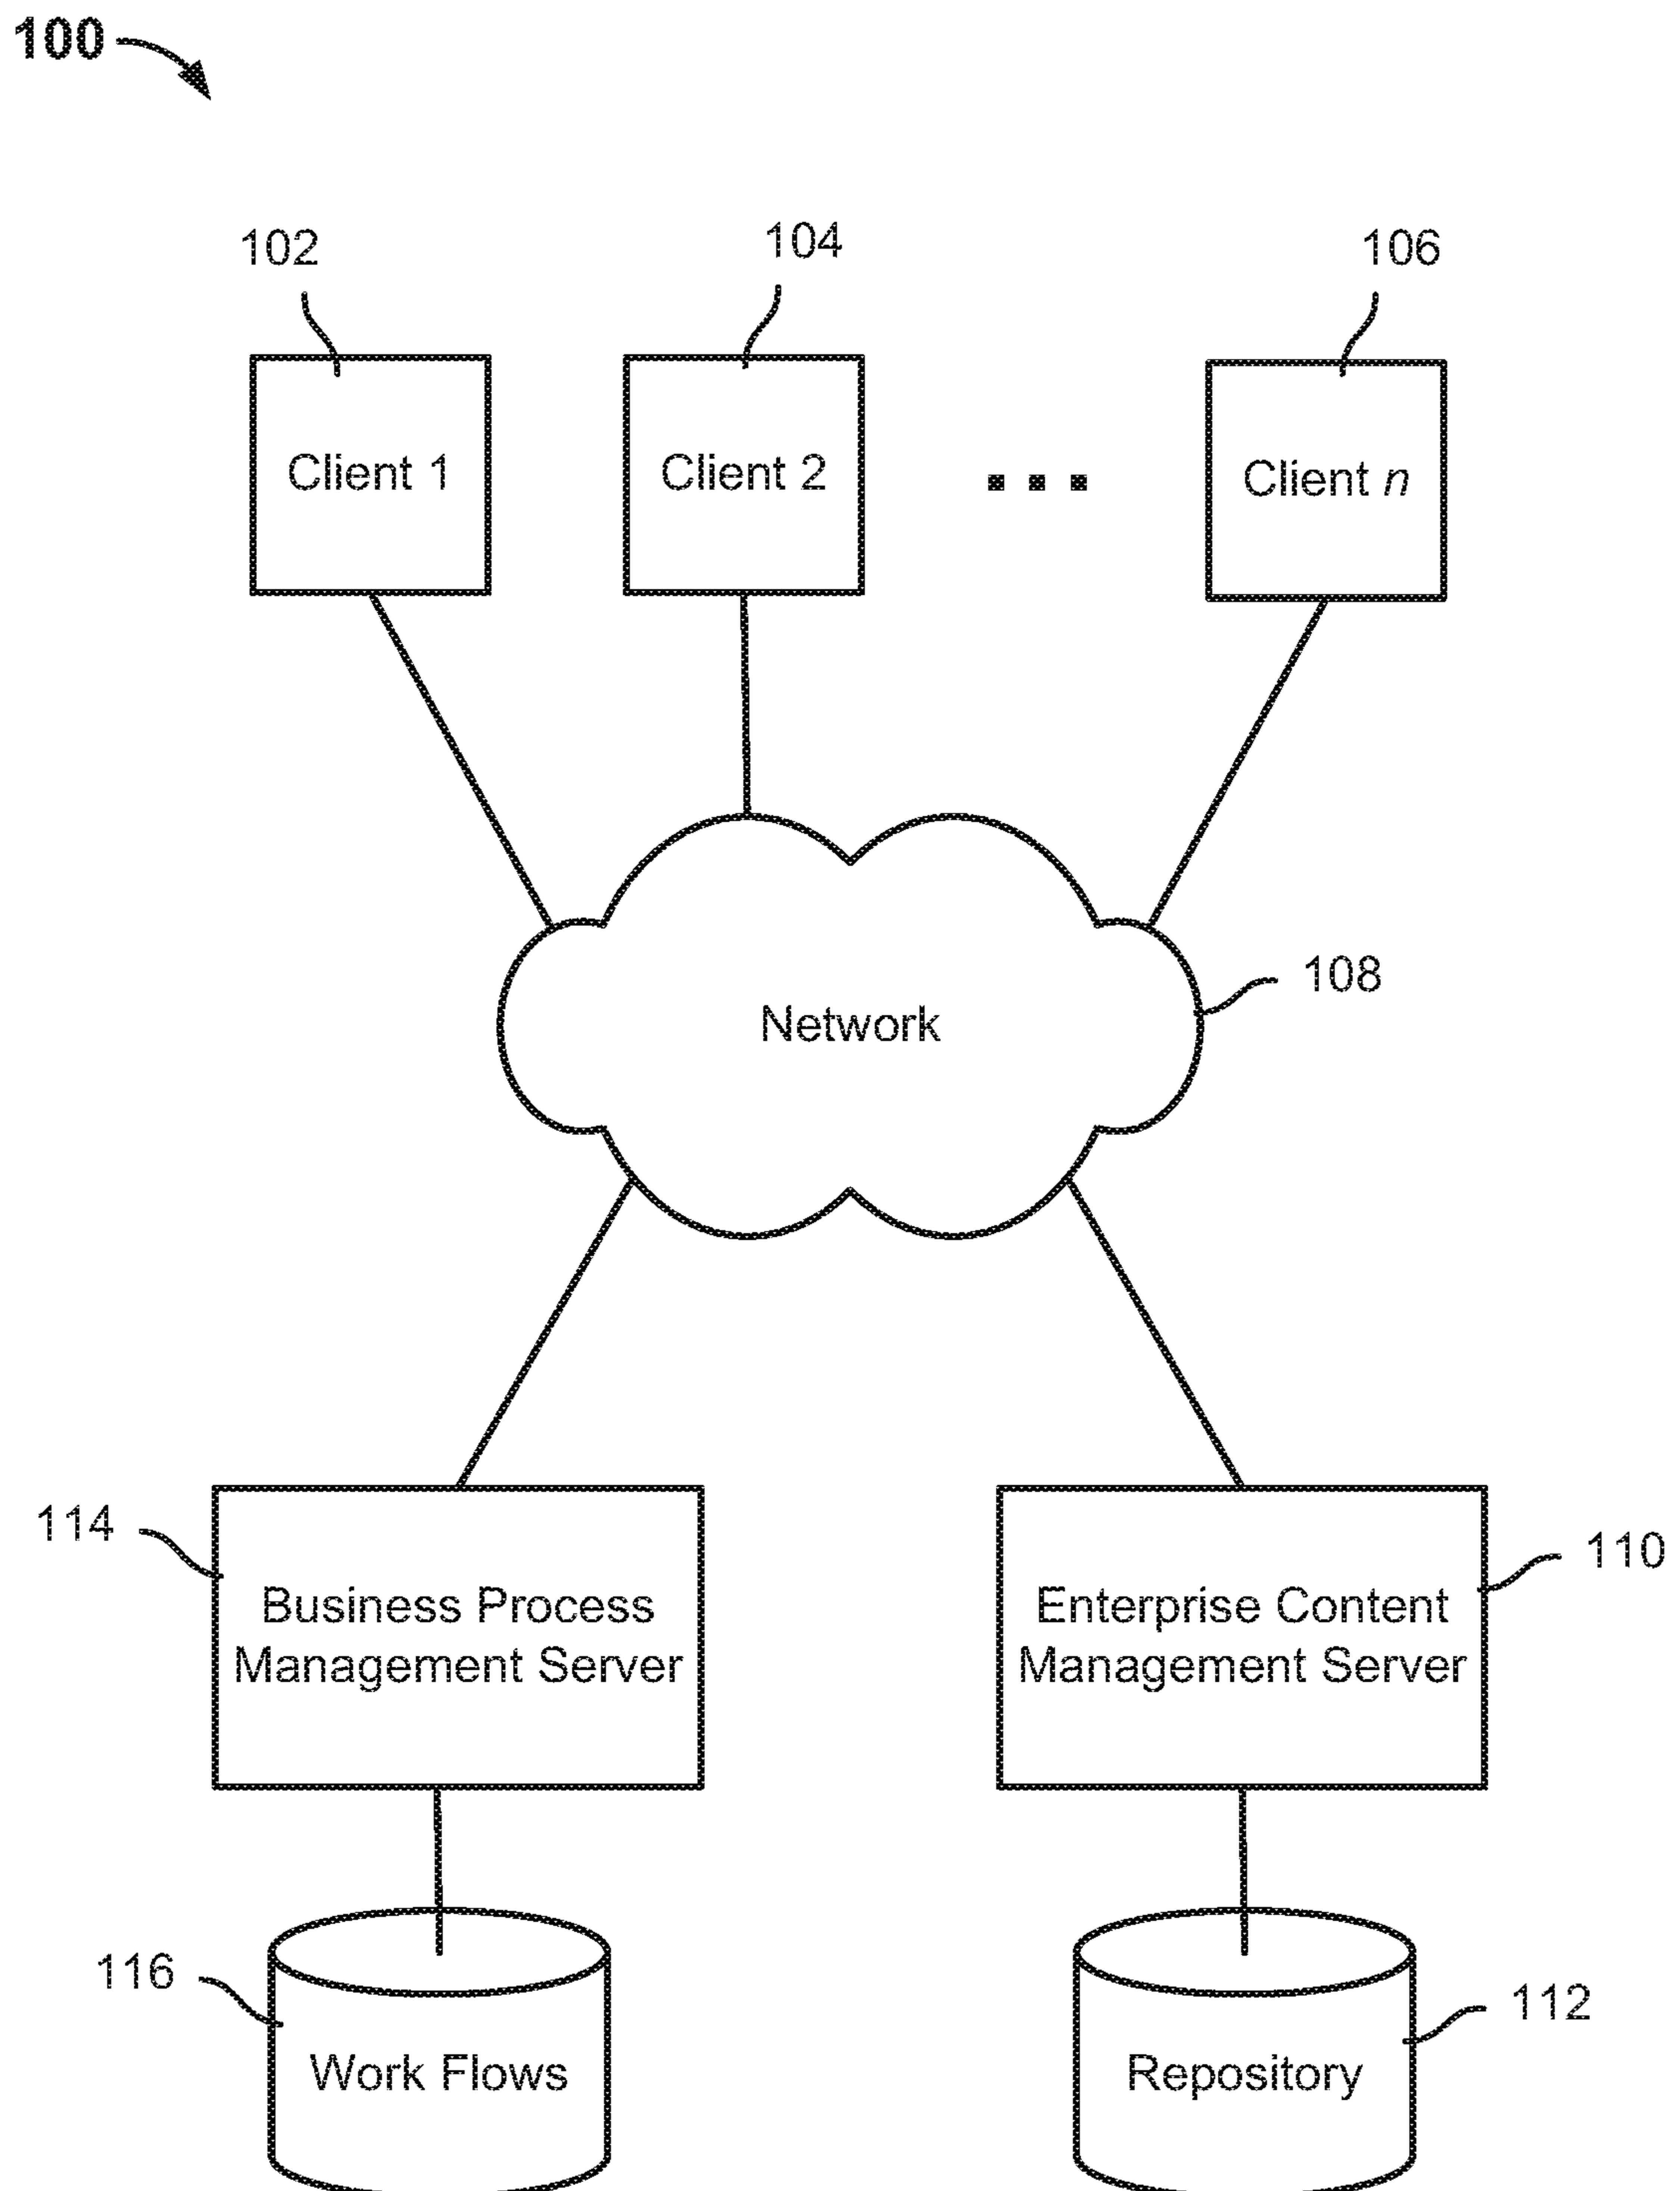 100
102
104
106
Client 1
Client 2
Client n
108
Network
114
110
Business Process
Management Server
Enterprise Content
Management Server
116
112
Work Flows
Repository